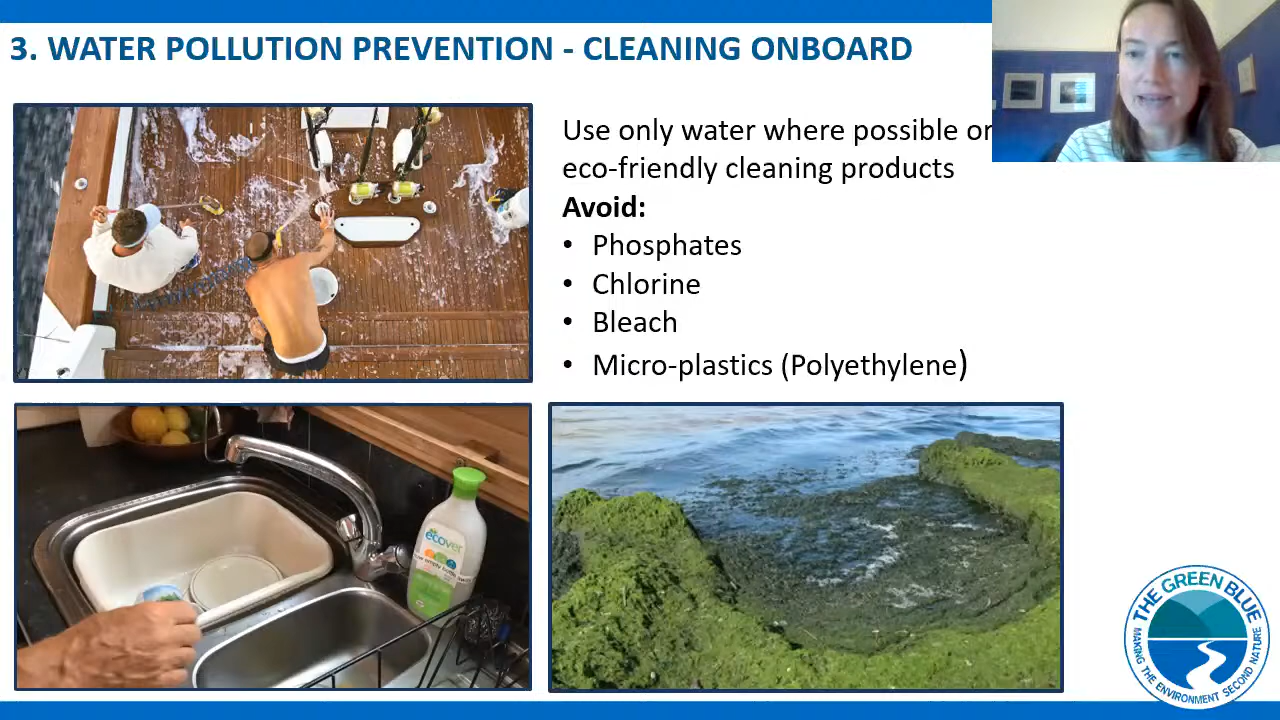 3. WATER POLLUTION PREVENTION - CLEANING ONBOARD
Use only water where possible or
eco-friendly cleaning products
Avoid:
• Phosphates
• Chlorine
• Bleach
• Micro-plastics (Polyethylene)
ecover
THE GREEN BLUE
MAKING THE ENVIRONMENT SECOND NATURE